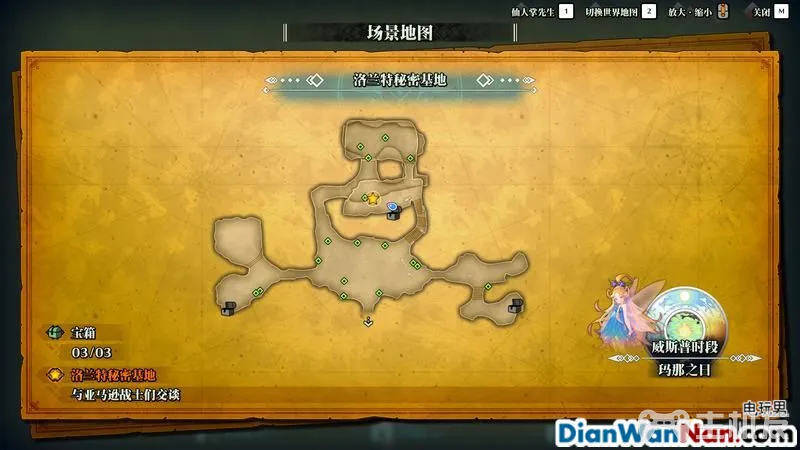 仙人掌先生 1 切换世界地图 2 放大·缩小 关闭 M
场景地图
洛兰特秘密基地
宝箱
03/03
洛兰特秘密基地
与亚马逊战士们交谈
威斯普时段
玛那之日
电玩男
DianWanNan.com